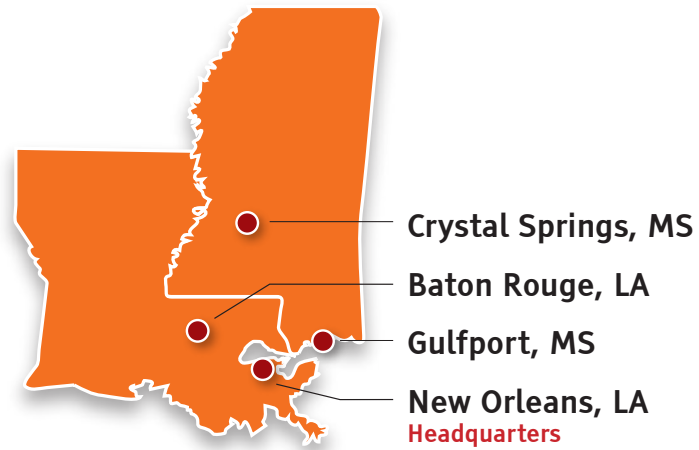 Crystal Springs, MS
Baton Rouge, LA
Gulfport, MS
New Orleans, LA
Headquarters